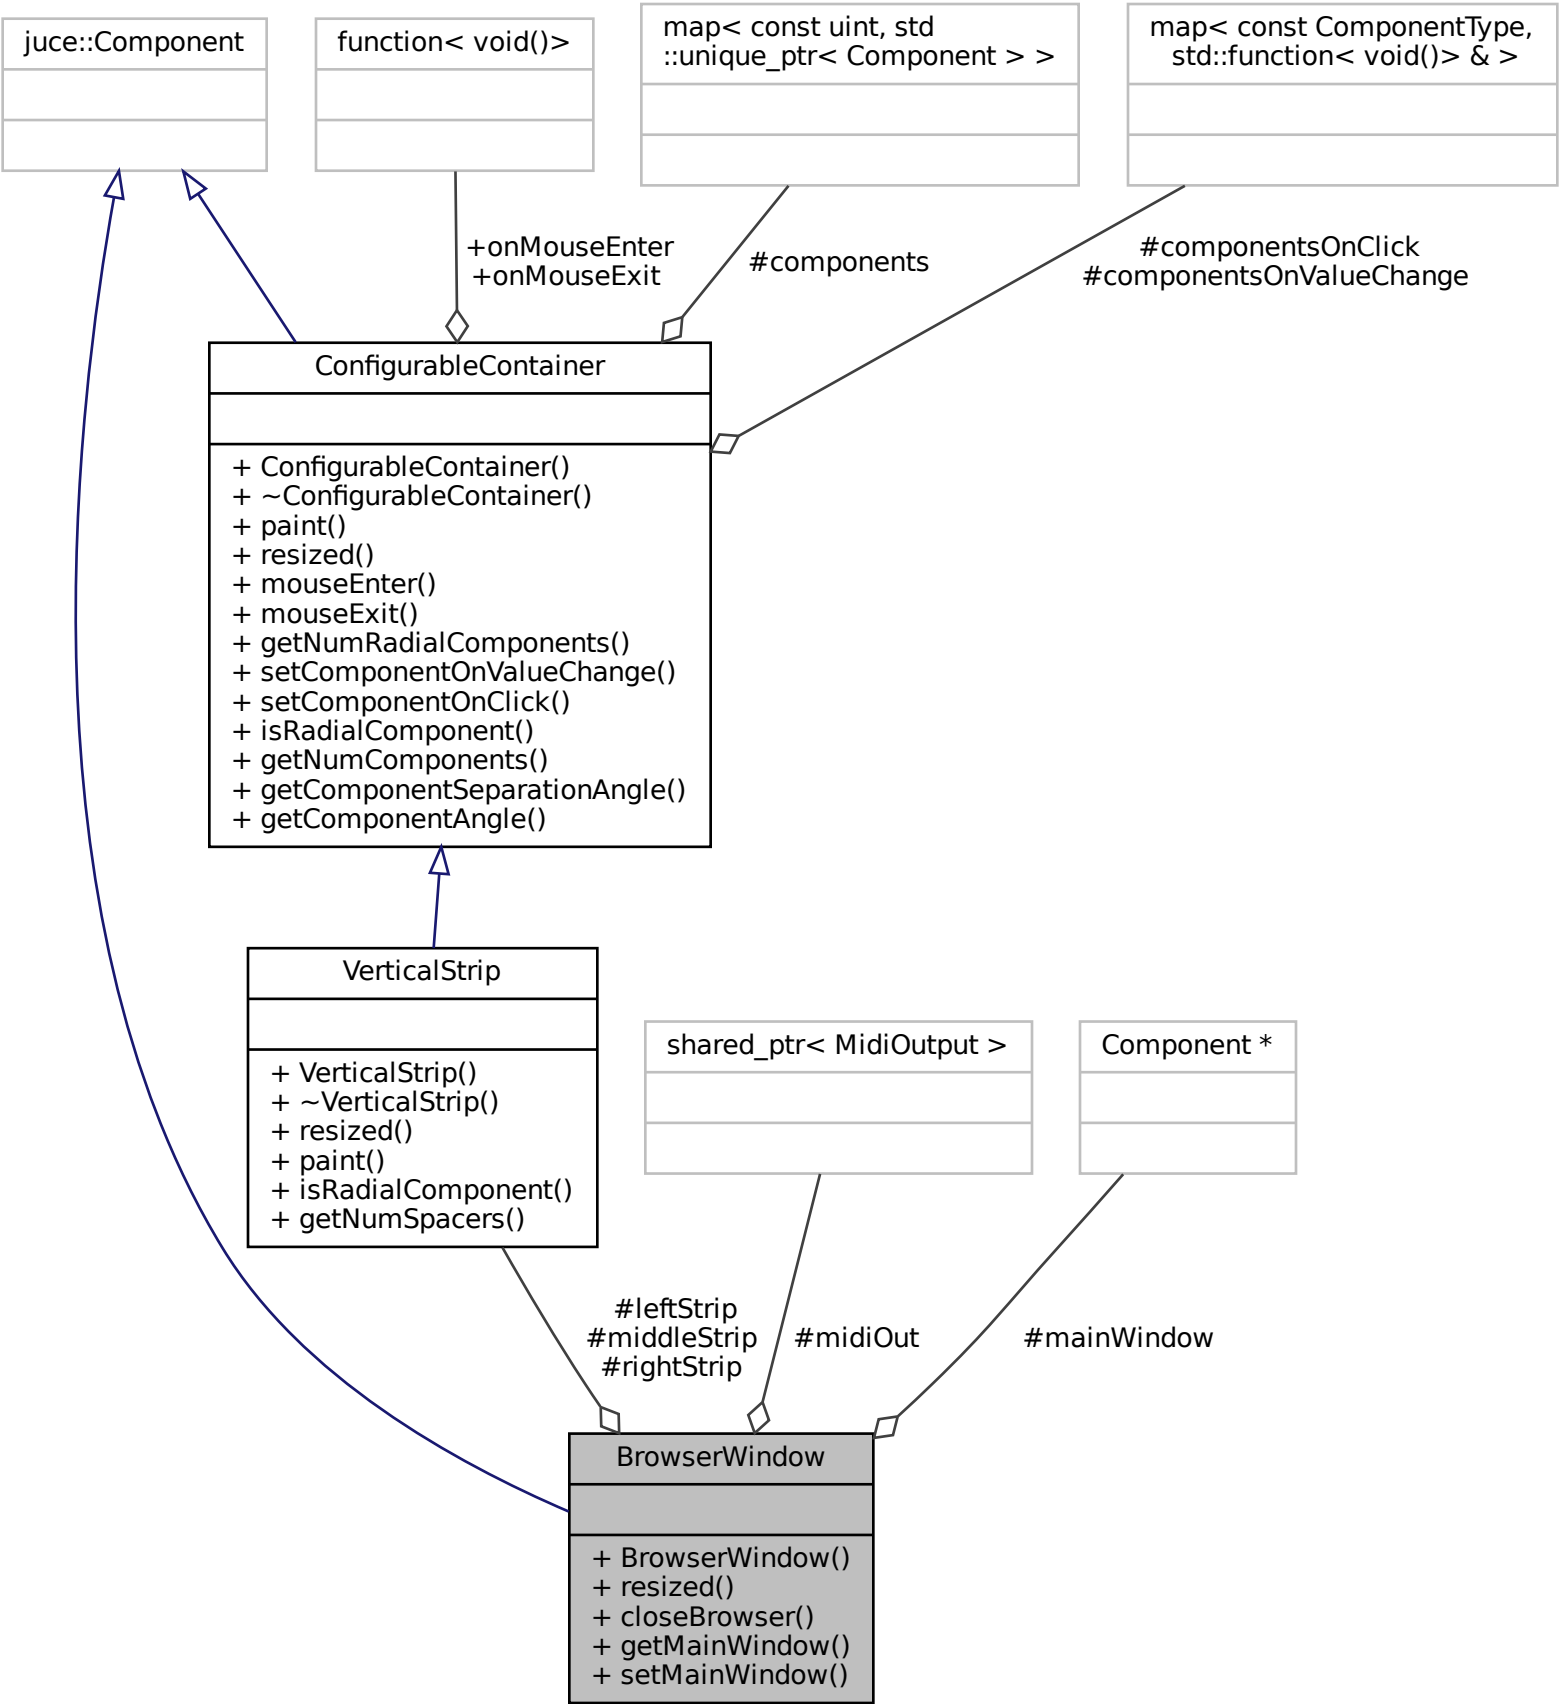 juce::Component
function< void()>
map< const uint, std
::unique_ptr< Component > >
map< const ComponentType,
std::function< void()> & >
+onMouseEnter
+onMouseExit
#components
#componentsOnClick
#componentsOnValueChange
ConfigurableContainer
+ ConfigurableContainer()
+ ~ConfigurableContainer()
+ paint()
+ resized()
+ mouseEnter()
+ mouseExit()
+ getNumRadialComponents()
+ setComponentOnValueChange()
+ setComponentOnClick()
+ isRadialComponent()
+ getNumComponents()
+ getComponentSeparationAngle()
+ getComponentAngle()
VerticalStrip
+ VerticalStrip()
+ ~VerticalStrip()
+ resized()
+ paint()
+ isRadialComponent()
+ getNumSpacers()
shared_ptr< MidiOutput >
Component *
#leftStrip
#middleStrip
#rightStrip
#midiOut
#mainWindow
BrowserWindow
+ BrowserWindow()
+ resized()
+ closeBrowser()
+ getMainWindow()
+ setMainWindow()